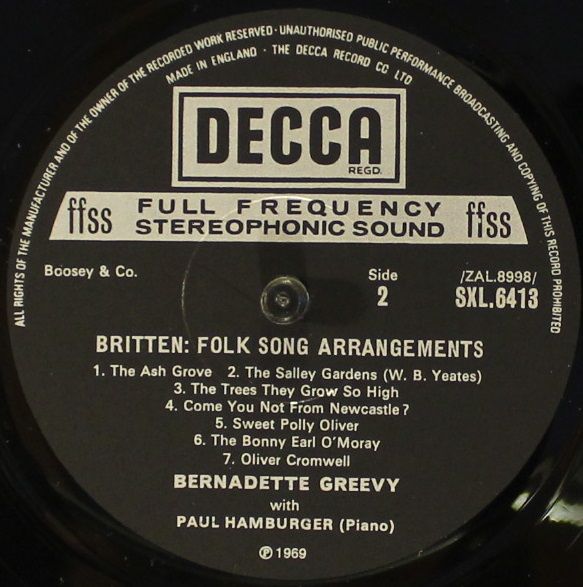 ALL RIGHTS OF THE MANUFACTURER AND OF THE OWNER OF THE RECORDED WORK RESERVED · UNAUTHORISED PUBLIC PERFORMANCE BROADCASTING AND COPYING OF THIS RECORD PROHIBITED
MADE IN ENGLAND · THE DECCA RECORD CO LTD
DECCA
REGD.
ffss FULL FREQUENCY STEREOPHONIC SOUND ffss
Boosey & Co.
Side 2
/ZAL.8998/
SXL.6413
BRITTEN: FOLK SONG ARRANGEMENTS
1. The Ash Grove 2. The Salley Gardens (W. B. Yeates)
3. The Trees They Grow So High
4. Come You Not From Newcastle?
5. Sweet Polly Oliver
6. The Bonny Earl O'Moray
7. Oliver Cromwell
BERNADETTE GREEVY
with
PAUL HAMBURGER (Piano)
℗ 1969